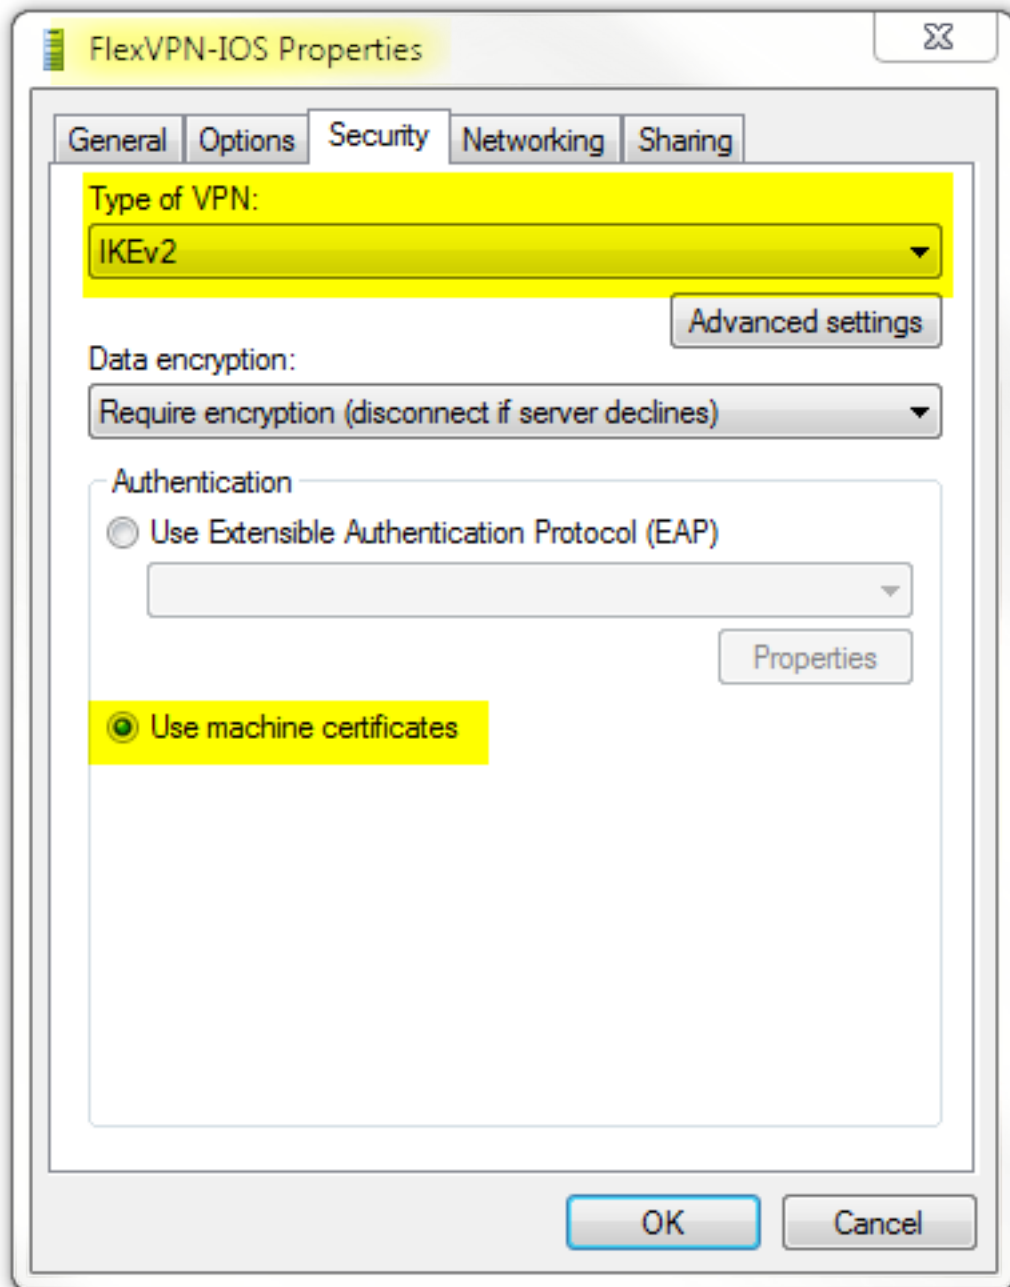 FlexVPN-IOS Properties
General Options Security Networking Sharing
Type of VPN:
IKEv2
Advanced settings
Data encryption:
Require encryption (disconnect if server declines)
Authentication
Use Extensible Authentication Protocol (EAP)
Properties
Use machine certificates
OK Cancel